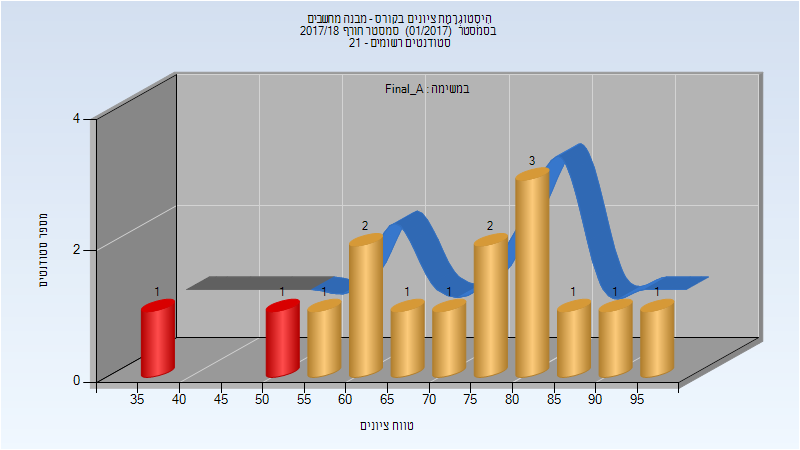 היסטוגרמת ציונים בקורס - מבנה מחשבים
בסמסטר (01/2017) סמסטר חורף 2017/18
סטודנטים רשומים - 21
במשימה : Final_A
מספר סטודנטים
4
2
0
1
1
1
2
1
1
2
3
1
1
1
35 40 45 50 55 60 65 70 75 80 85 90 95
טווח ציונים